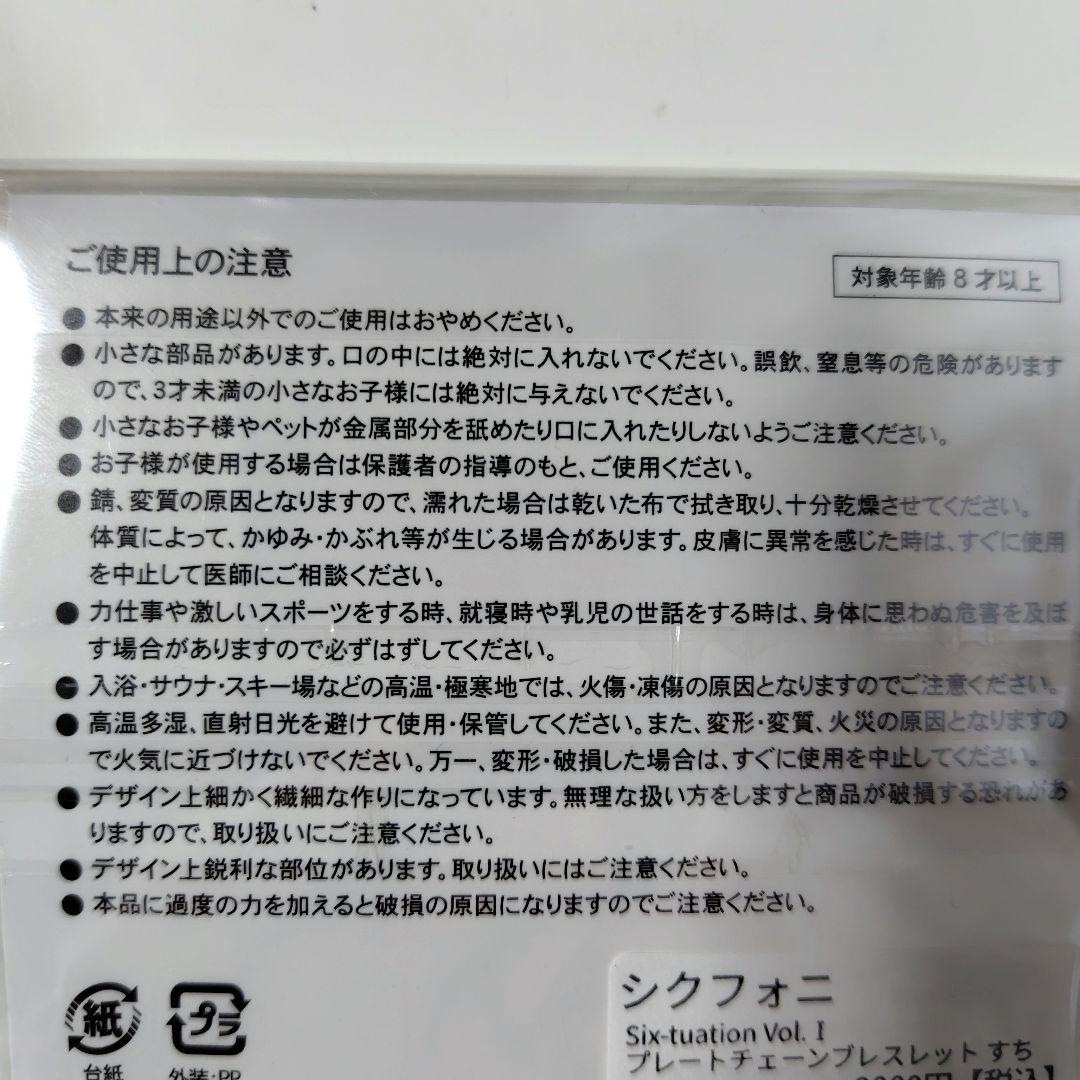 ご使用上の注意
対象年齢8才以上
● 本来の用途以外でのご使用はおやめください。
● 小さな部品があります。口の中には絶対に入れないでください。誤飲、窒息等の危険があります
ので、3才未満の小さなお子様には絶対に与えないでください。
● 小さなお子様やペットが金属部分を舐めたり口に入れたりしないようご注意ください。
● お子様が使用する場合は保護者の指導のもと、ご使用ください。
● 錆、変質の原因となりますので、濡れた場合は乾いた布で拭き取り、十分乾燥させてください。
体質によって、かゆみ・かぶれ等が生じる場合があります。皮膚に異常を感じた時は、すぐに使用
を中止して医師にご相談ください。
● 力仕事や激しいスポーツをする時、就寝時や乳児の世話をする時は、身体に思わぬ危害を及ぼ
す場合がありますので必ずはずしてください。
● 入浴・サウナ・スキー場などの高温・極寒地では、火傷・凍傷の原因となりますのでご注意ください。
● 高温多湿、直射日光を避けて使用・保管してください。また、変形・変質、火災の原因となりますの
で火気に近づけないでください。万一、変形・破損した場合は、すぐに使用を中止してください。
● デザイン上細かく繊細な作りになっています。無理な扱い方をしますと商品が破損する恐れがあ
りますので、取り扱いにご注意ください。
● デザイン上鋭利な部位があります。取り扱いにはご注意ください。
● 本品に過度の力を加えると破損の原因になりますのでご注意ください。
紙
プラ
台紙
外装:PP
シクフォニ
Six-tuation Vol. I
プレートチェーンブレスレット すち
【税込】